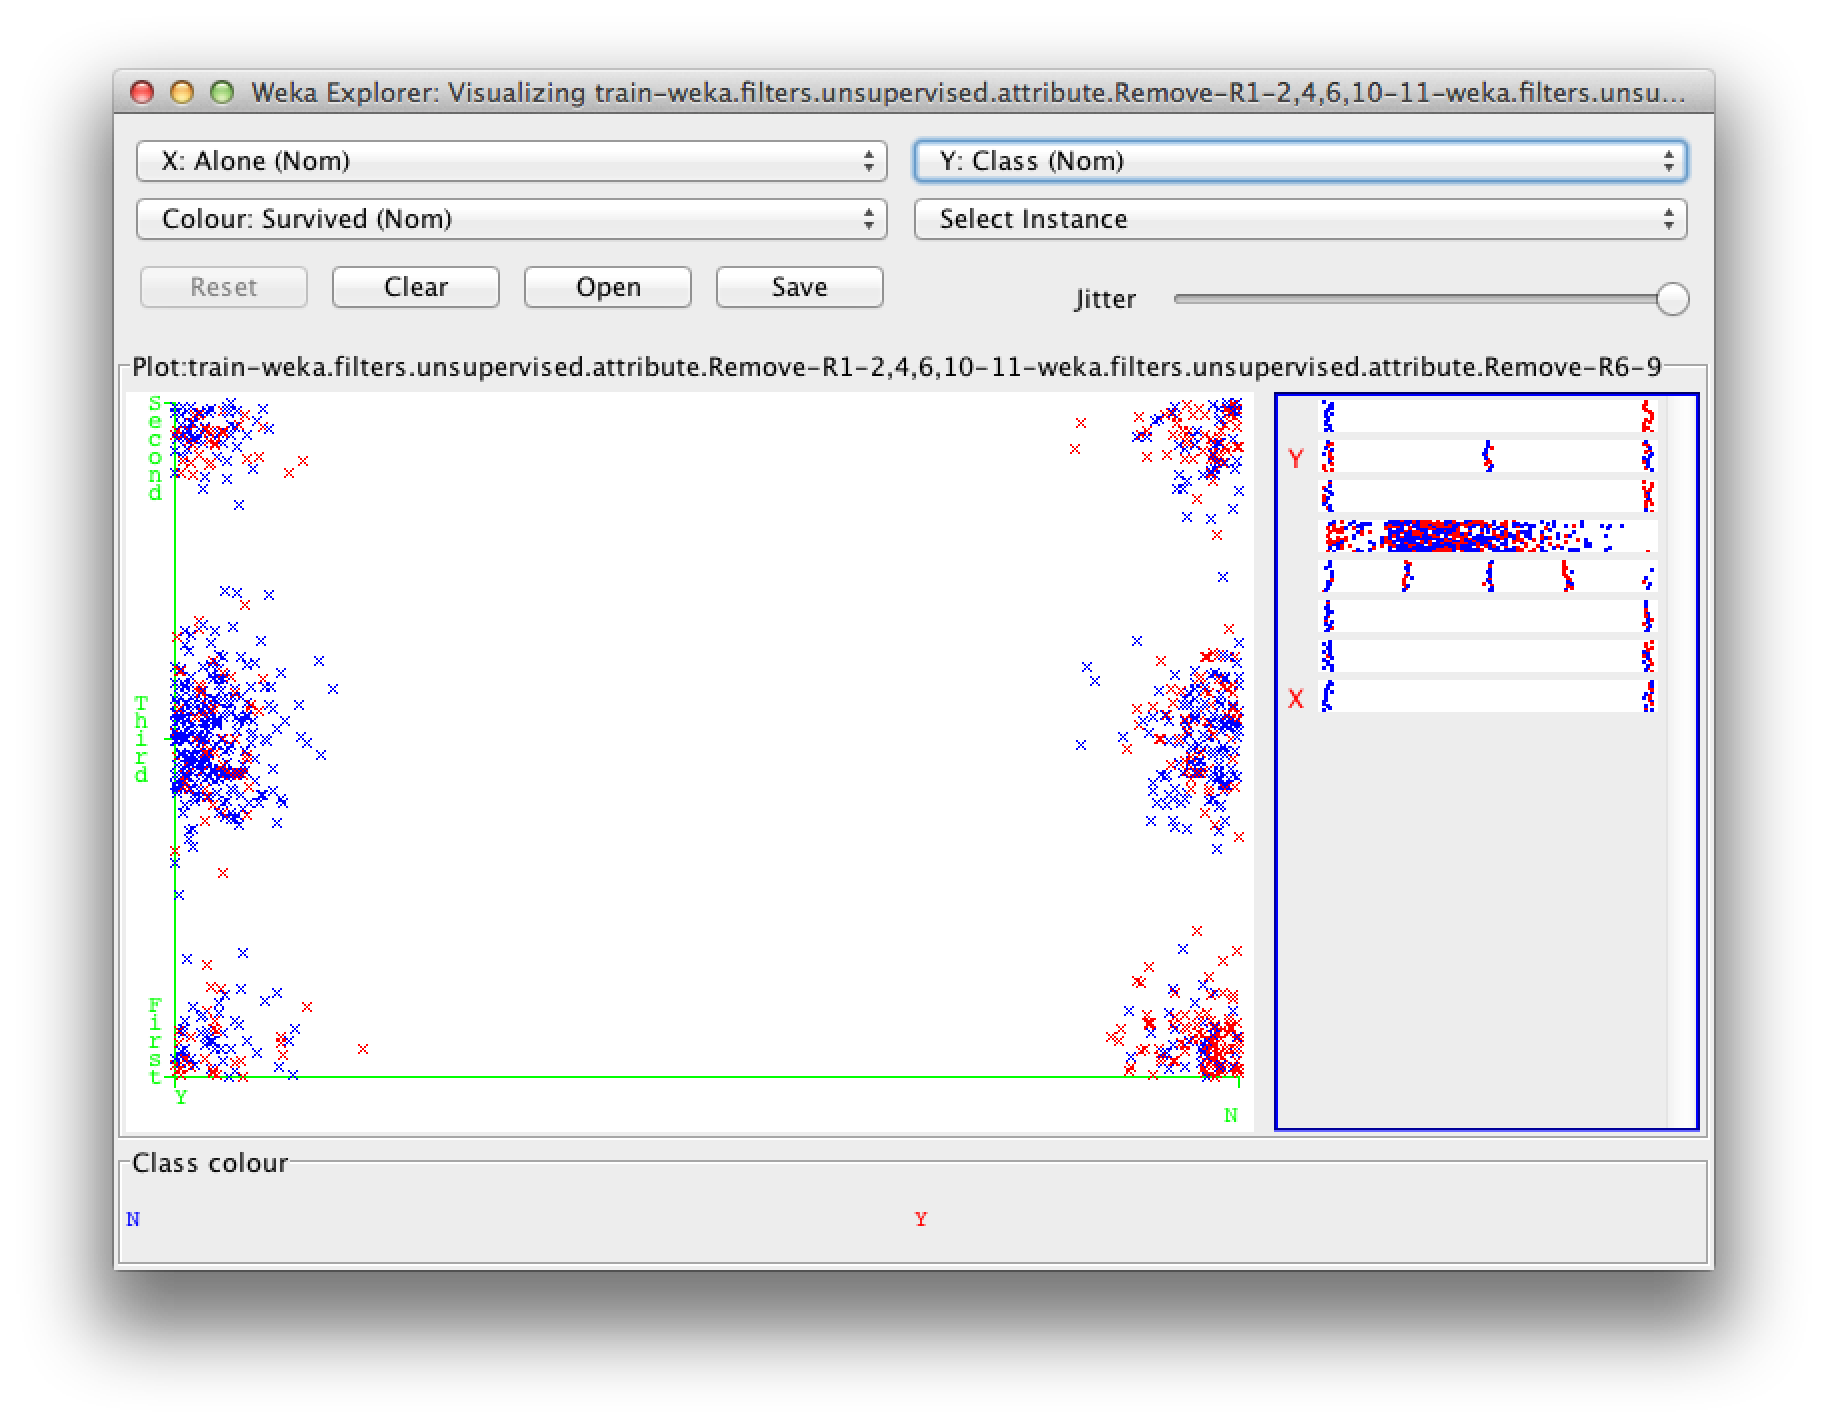 Weka Explorer: Visualizing train-weka.filters.unsupervised.attribute.Remove-R1-2,4,6,10-11-weka.filters.unsu...
X: Alone (Nom)
Y: Class (Nom)
Colour: Survived (Nom)
Select Instance
Reset
Clear
Open
Save
Jitter
Plot:train-weka.filters.unsupervised.attribute.Remove-R1-2,4,6,10-11-weka.filters.unsupervised.attribute.Remove-R6-9
Second
Third
First
Y
N
Y
X
Class colour
N
Y